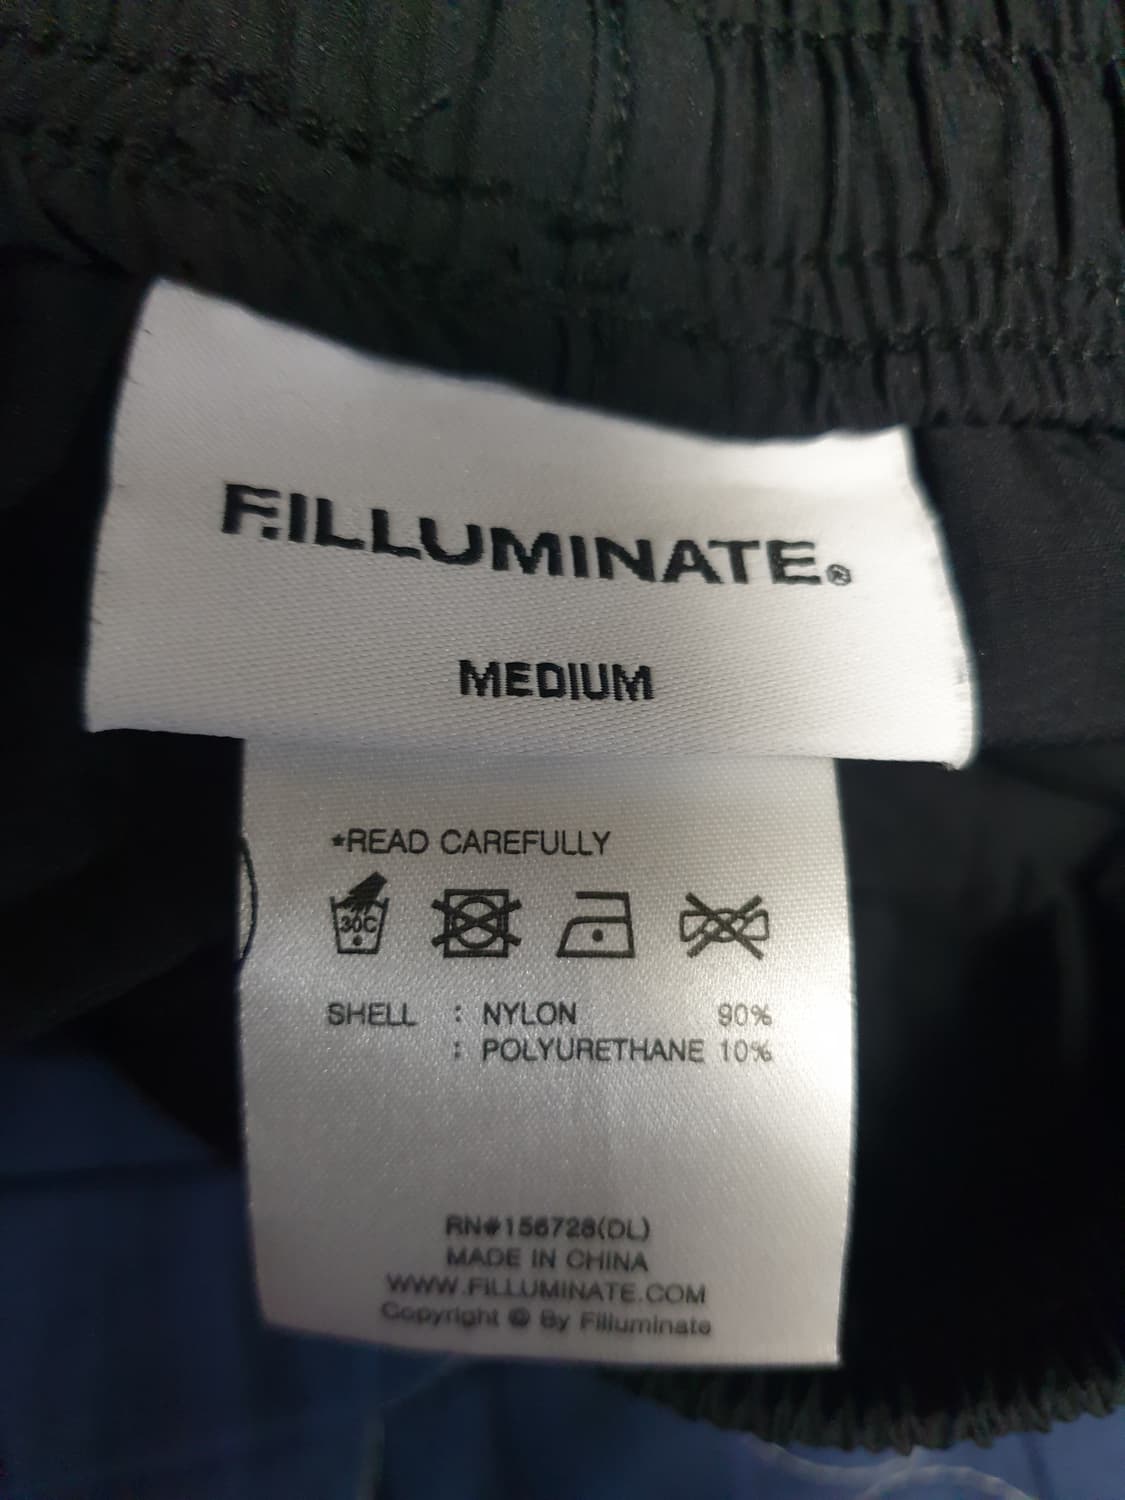 F.ILLUMINATE®
MEDIUM
*READ CAREFULLY
30C
SHELL : NYLON 90%
: POLYURETHANE 10%
RN#156728(DL)
MADE IN CHINA
WWW.FILLUMINATE.COM
Copyright © By Filluminate